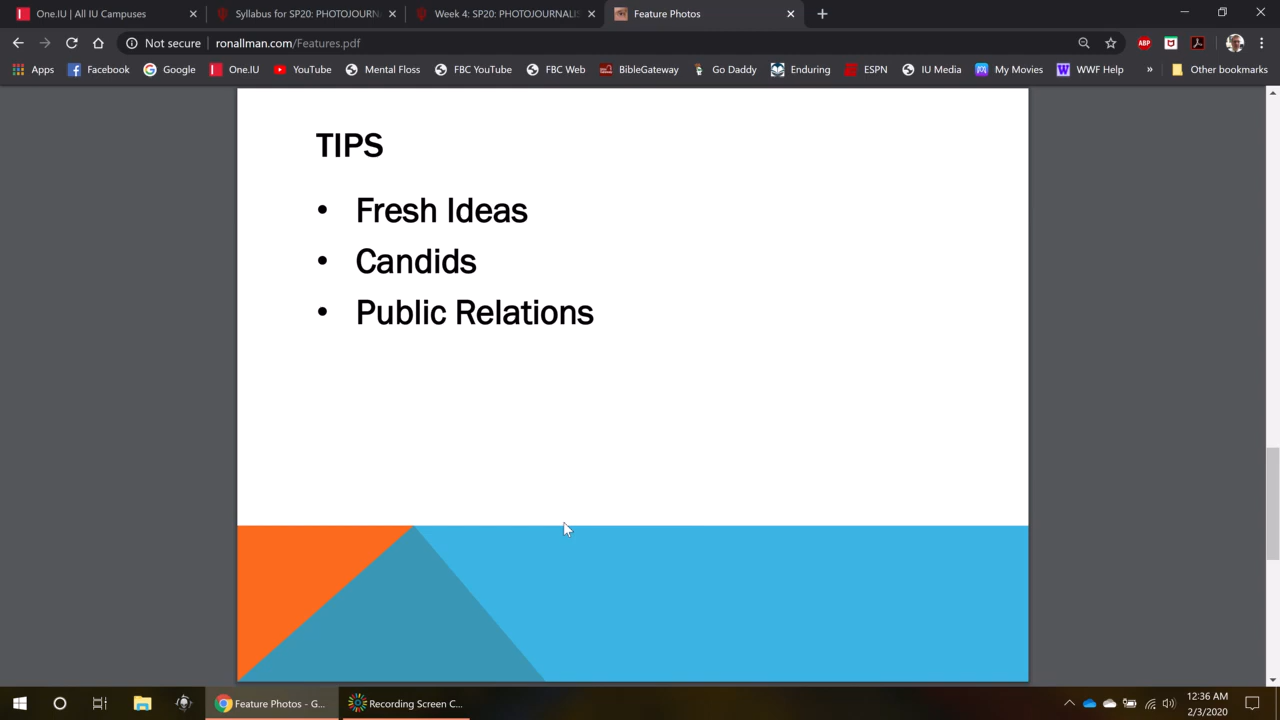 One.IU | All IU Campuses
Syllabus for SP20: PHOTOJOURNA
Week 4: SP20: PHOTOJOURNALIS
Feature Photos
Not secure | ronallman.com/Features.pdf
ABP
Apps Facebook Google One.IU YouTube Mental Floss FBC YouTube FBC Web BibleGateway Go Daddy Enduring ESPN IU Media My Movies WWF Help » Other bookmarks
TIPS
• Fresh Ideas
• Candids
• Public Relations
Feature Photos - G...
Recording Screen C...
12:36 AM
2/3/2020